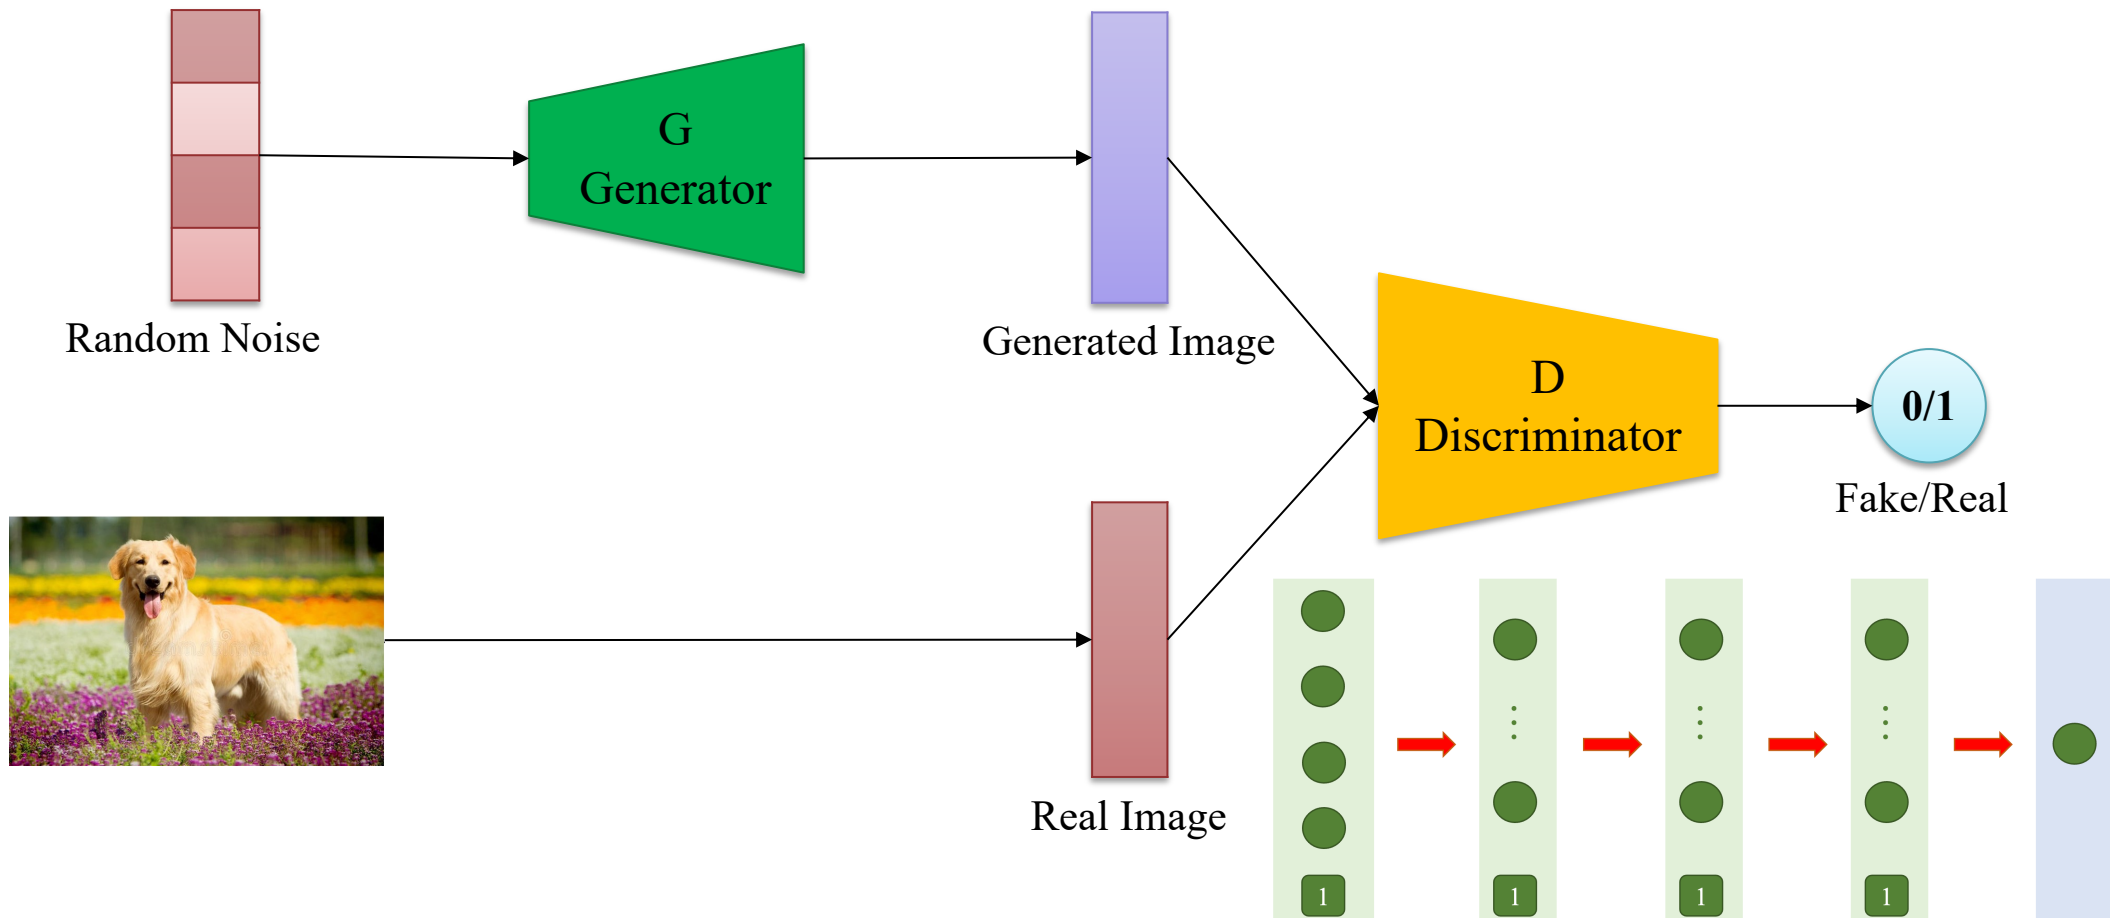 G
Generator
Random Noise
Generated Image
D
Discriminator
0/1
Fake/Real
Real Image
1
1
1
1